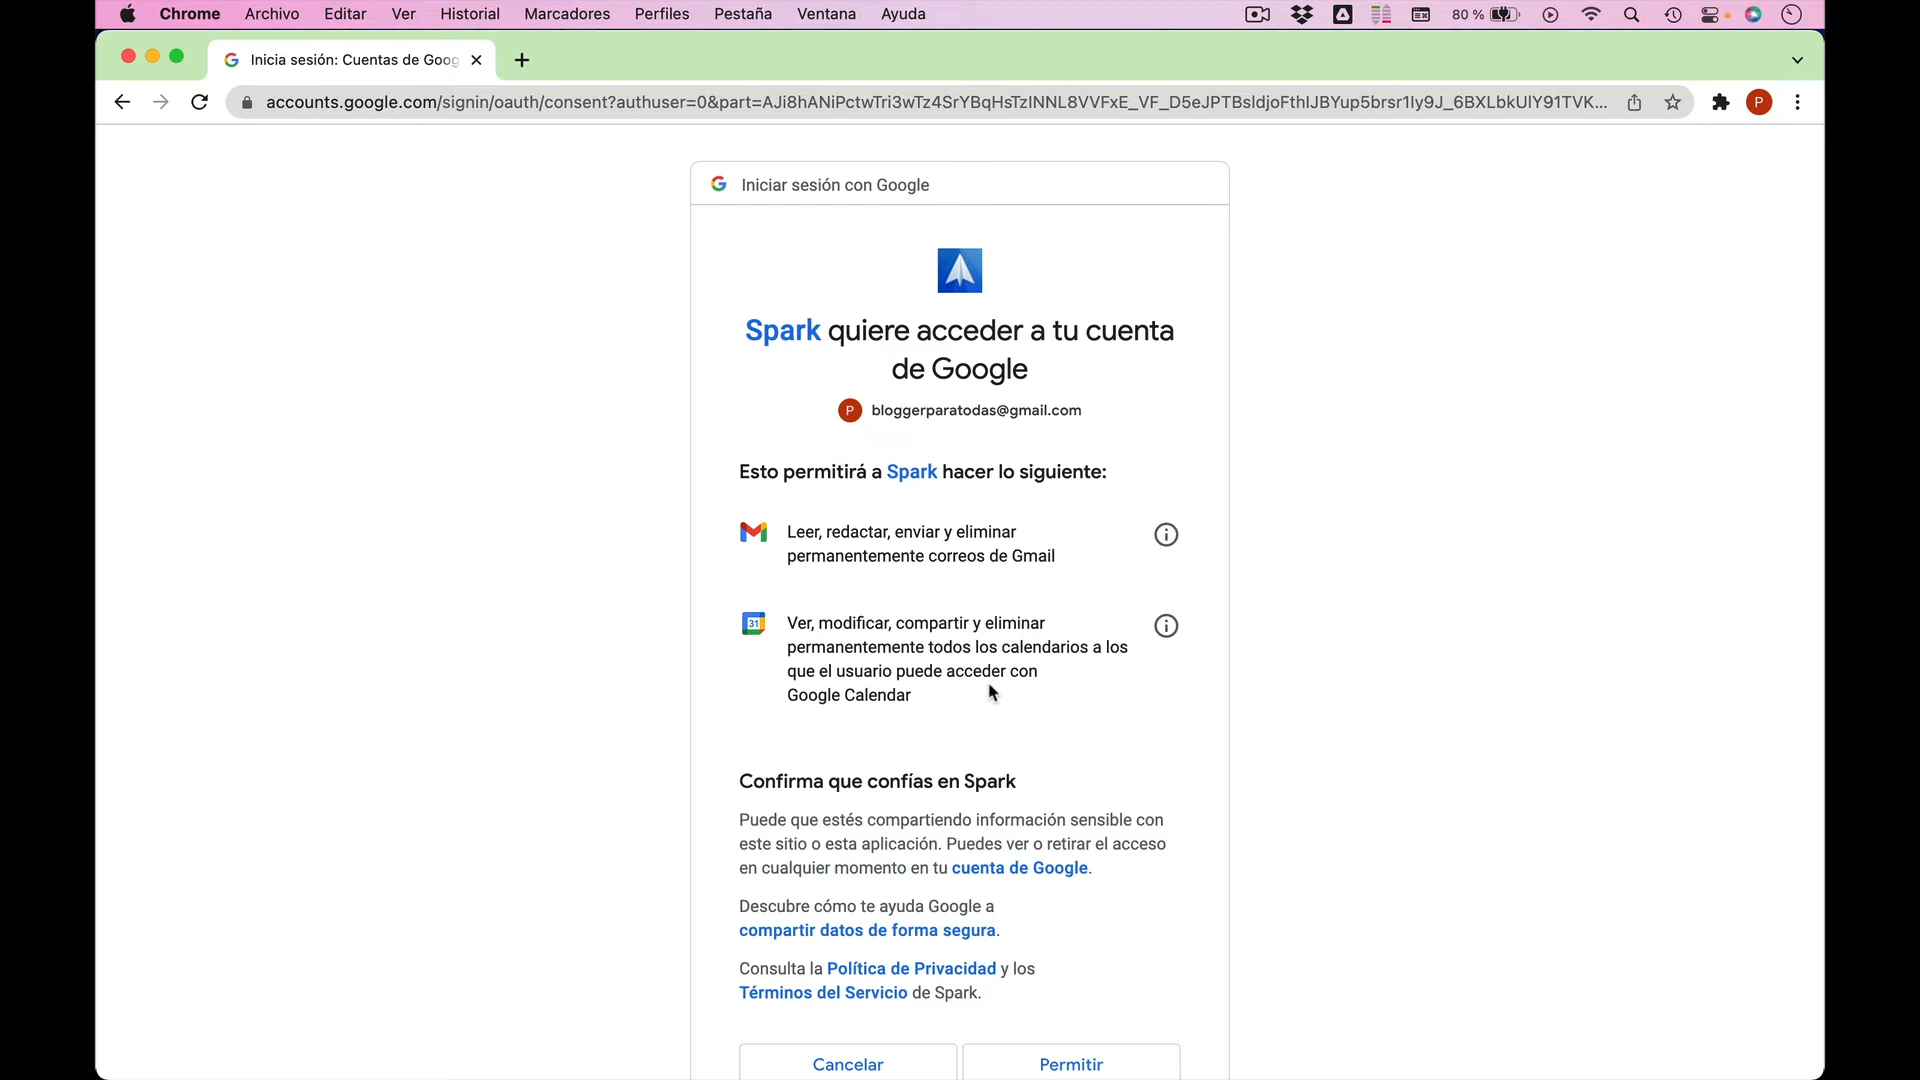 Chrome Archivo Editar Ver Historial Marcadores Perfiles Pestaña Ventana Ayuda 80 %
Inicia sesión: Cuentas de Goog
accounts.google.com/signin/oauth/consent?authuser=0&part=AJi8hANiPctwTri3wTz4SrYBqHsTzINNL8VVFxE_VF_D5eJPTBsldjoFthIJBYup5brsr1Iy9J_6BXLbkUlY91TVK... P
Iniciar sesión con Google
Spark quiere acceder a tu cuenta
de Google
P bloggerparatodas@gmail.com
Esto permitirá a Spark hacer lo siguiente:
Leer, redactar, enviar y eliminar
permanentemente correos de Gmail
31 Ver, modificar, compartir y eliminar
permanentemente todos los calendarios a los
que el usuario puede acceder con
Google Calendar
Confirma que confías en Spark
Puede que estés compartiendo información sensible con
este sitio o esta aplicación. Puedes ver o retirar el acceso
en cualquier momento en tu cuenta de Google.
Descubre cómo te ayuda Google a
compartir datos de forma segura.
Consulta la Política de Privacidad y los
Términos del Servicio de Spark.
Cancelar Permitir